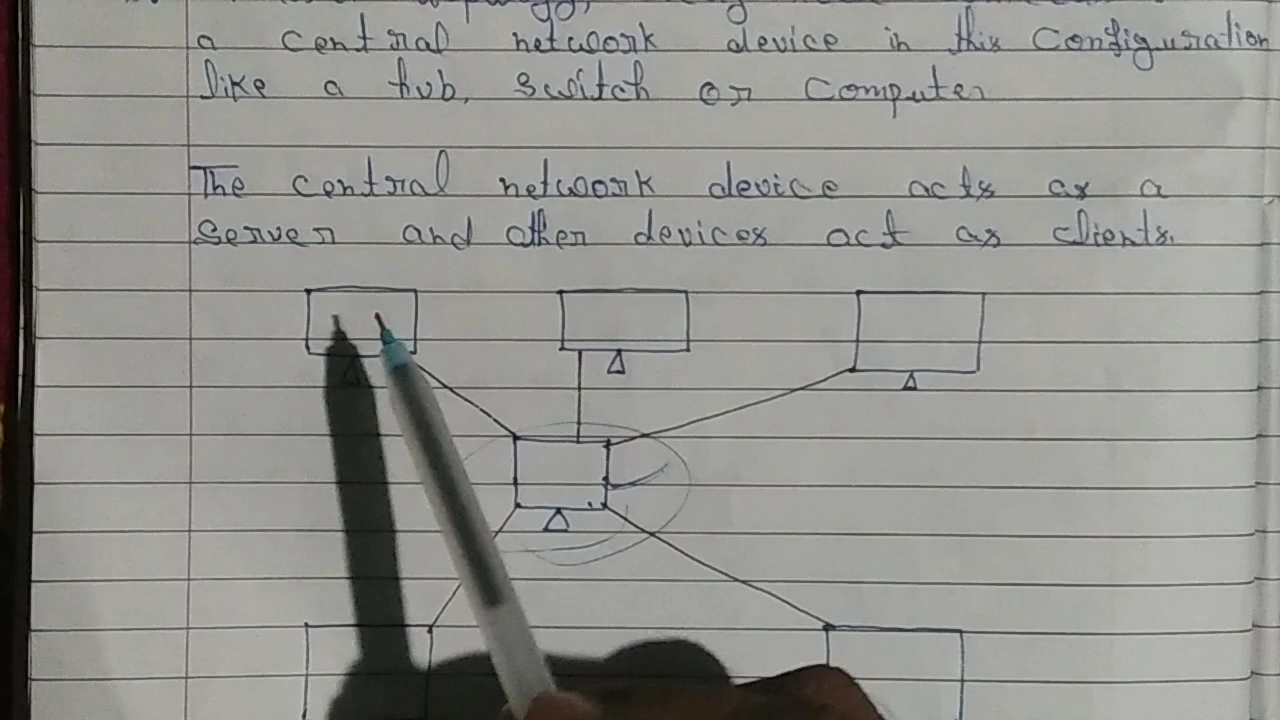 a central network device in this Configuration
like a hub, switch or Computer
The central network device acts as a
server and other devices act as clients.